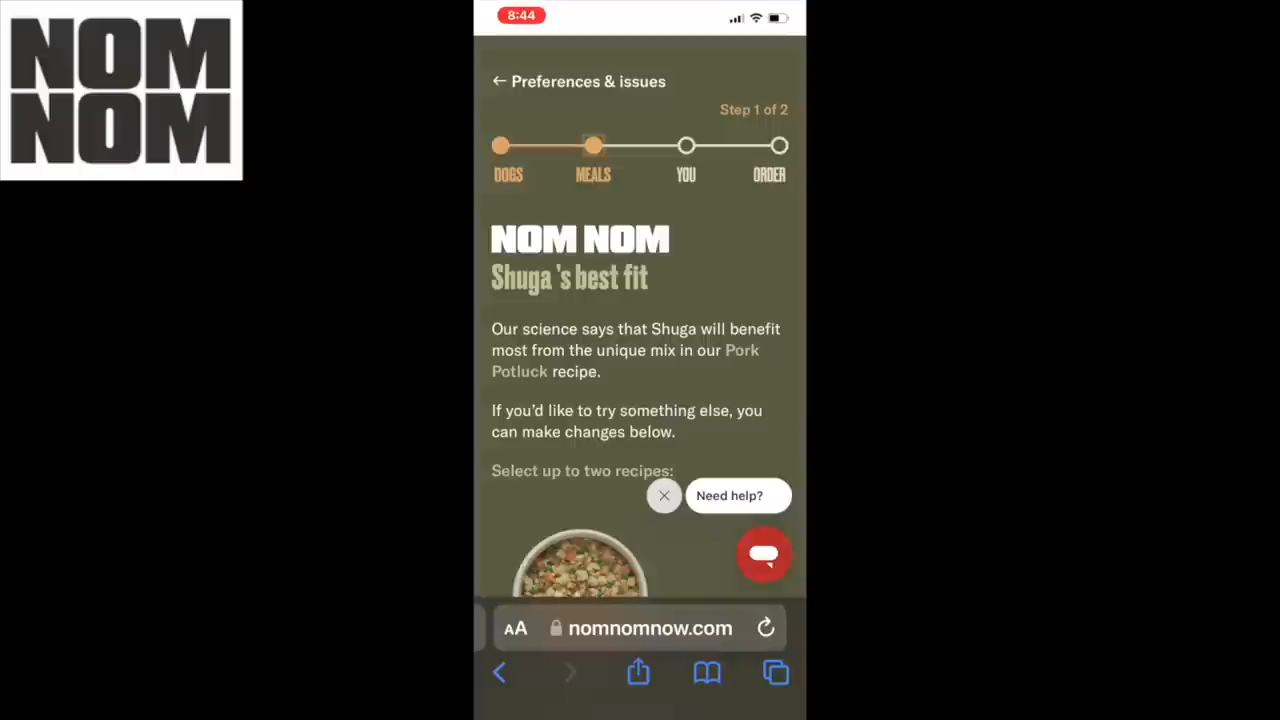 NOM
NOM
8:44
← Preferences & issues
Step 1 of 2
DOGS MEALS YOU ORDER
NOM NOM
Shuga 's best fit
Our science says that Shuga will benefit
most from the unique mix in our Pork
Potluck recipe.
If you'd like to try something else, you
can make changes below.
Select up to two recipes:
Need help?
AA nomnomnow.com